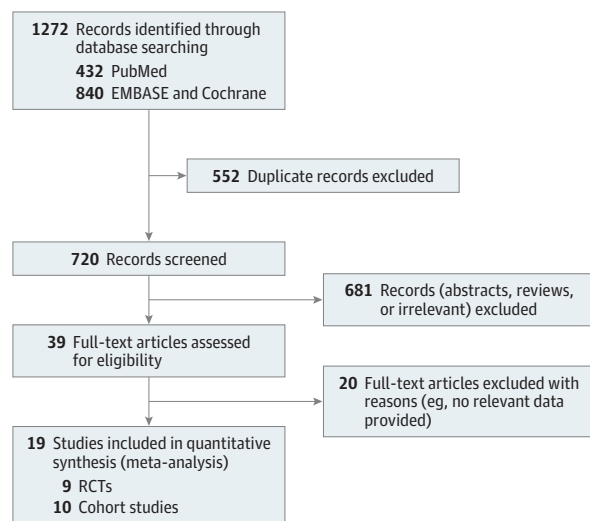 1272 Records identified through
database searching
432 PubMed
840 EMBASE and Cochrane
552 Duplicate records excluded
720 Records screened
681 Records (abstracts, reviews,
or irrelevant) excluded
39 Full-text articles assessed
for eligibility
20 Full-text articles excluded with
reasons (eg, no relevant data
provided)
19 Studies included in quantitative
synthesis (meta-analysis)
9 RCTs
10 Cohort studies